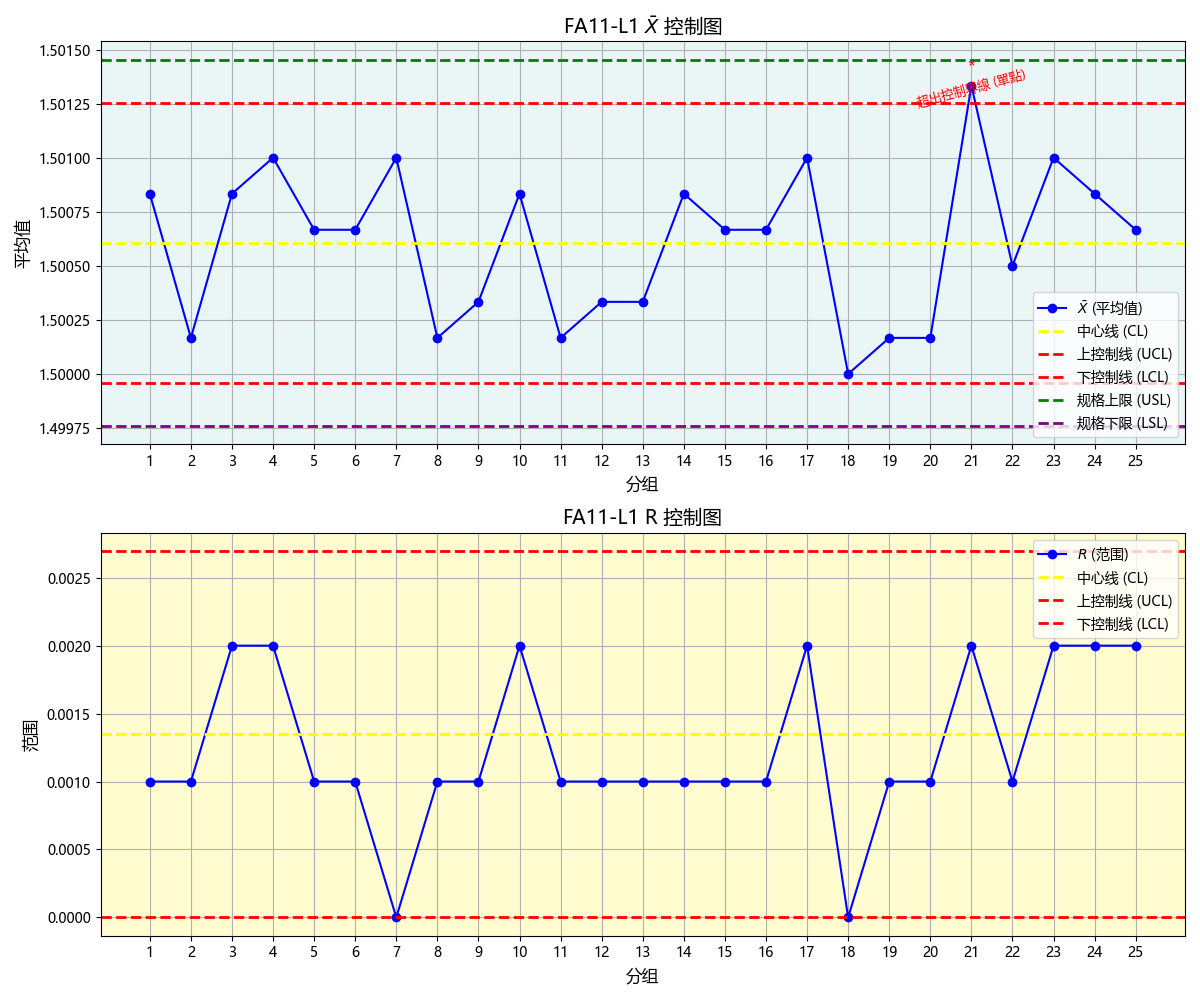 FA11-L1 X̄ 控制图
1.50150
1.50125
1.50100
1.50075
1.50050
1.50025
1.50000
1.49975
平均值
*
超出控制界線 (單點)
X̄ (平均值)
中心线 (CL)
上控制线 (UCL)
下控制线 (LCL)
规格上限 (USL)
规格下限 (LSL)
1 2 3 4 5 6 7 8 9 10 11 12 13 14 15 16 17 18 19 20 21 22 23 24 25
分组
FA11-L1 R 控制图
0.0025
0.0020
0.0015
0.0010
0.0005
0.0000
范围
R (范围)
中心线 (CL)
上控制线 (UCL)
下控制线 (LCL)
1 2 3 4 5 6 7 8 9 10 11 12 13 14 15 16 17 18 19 20 21 22 23 24 25
分组